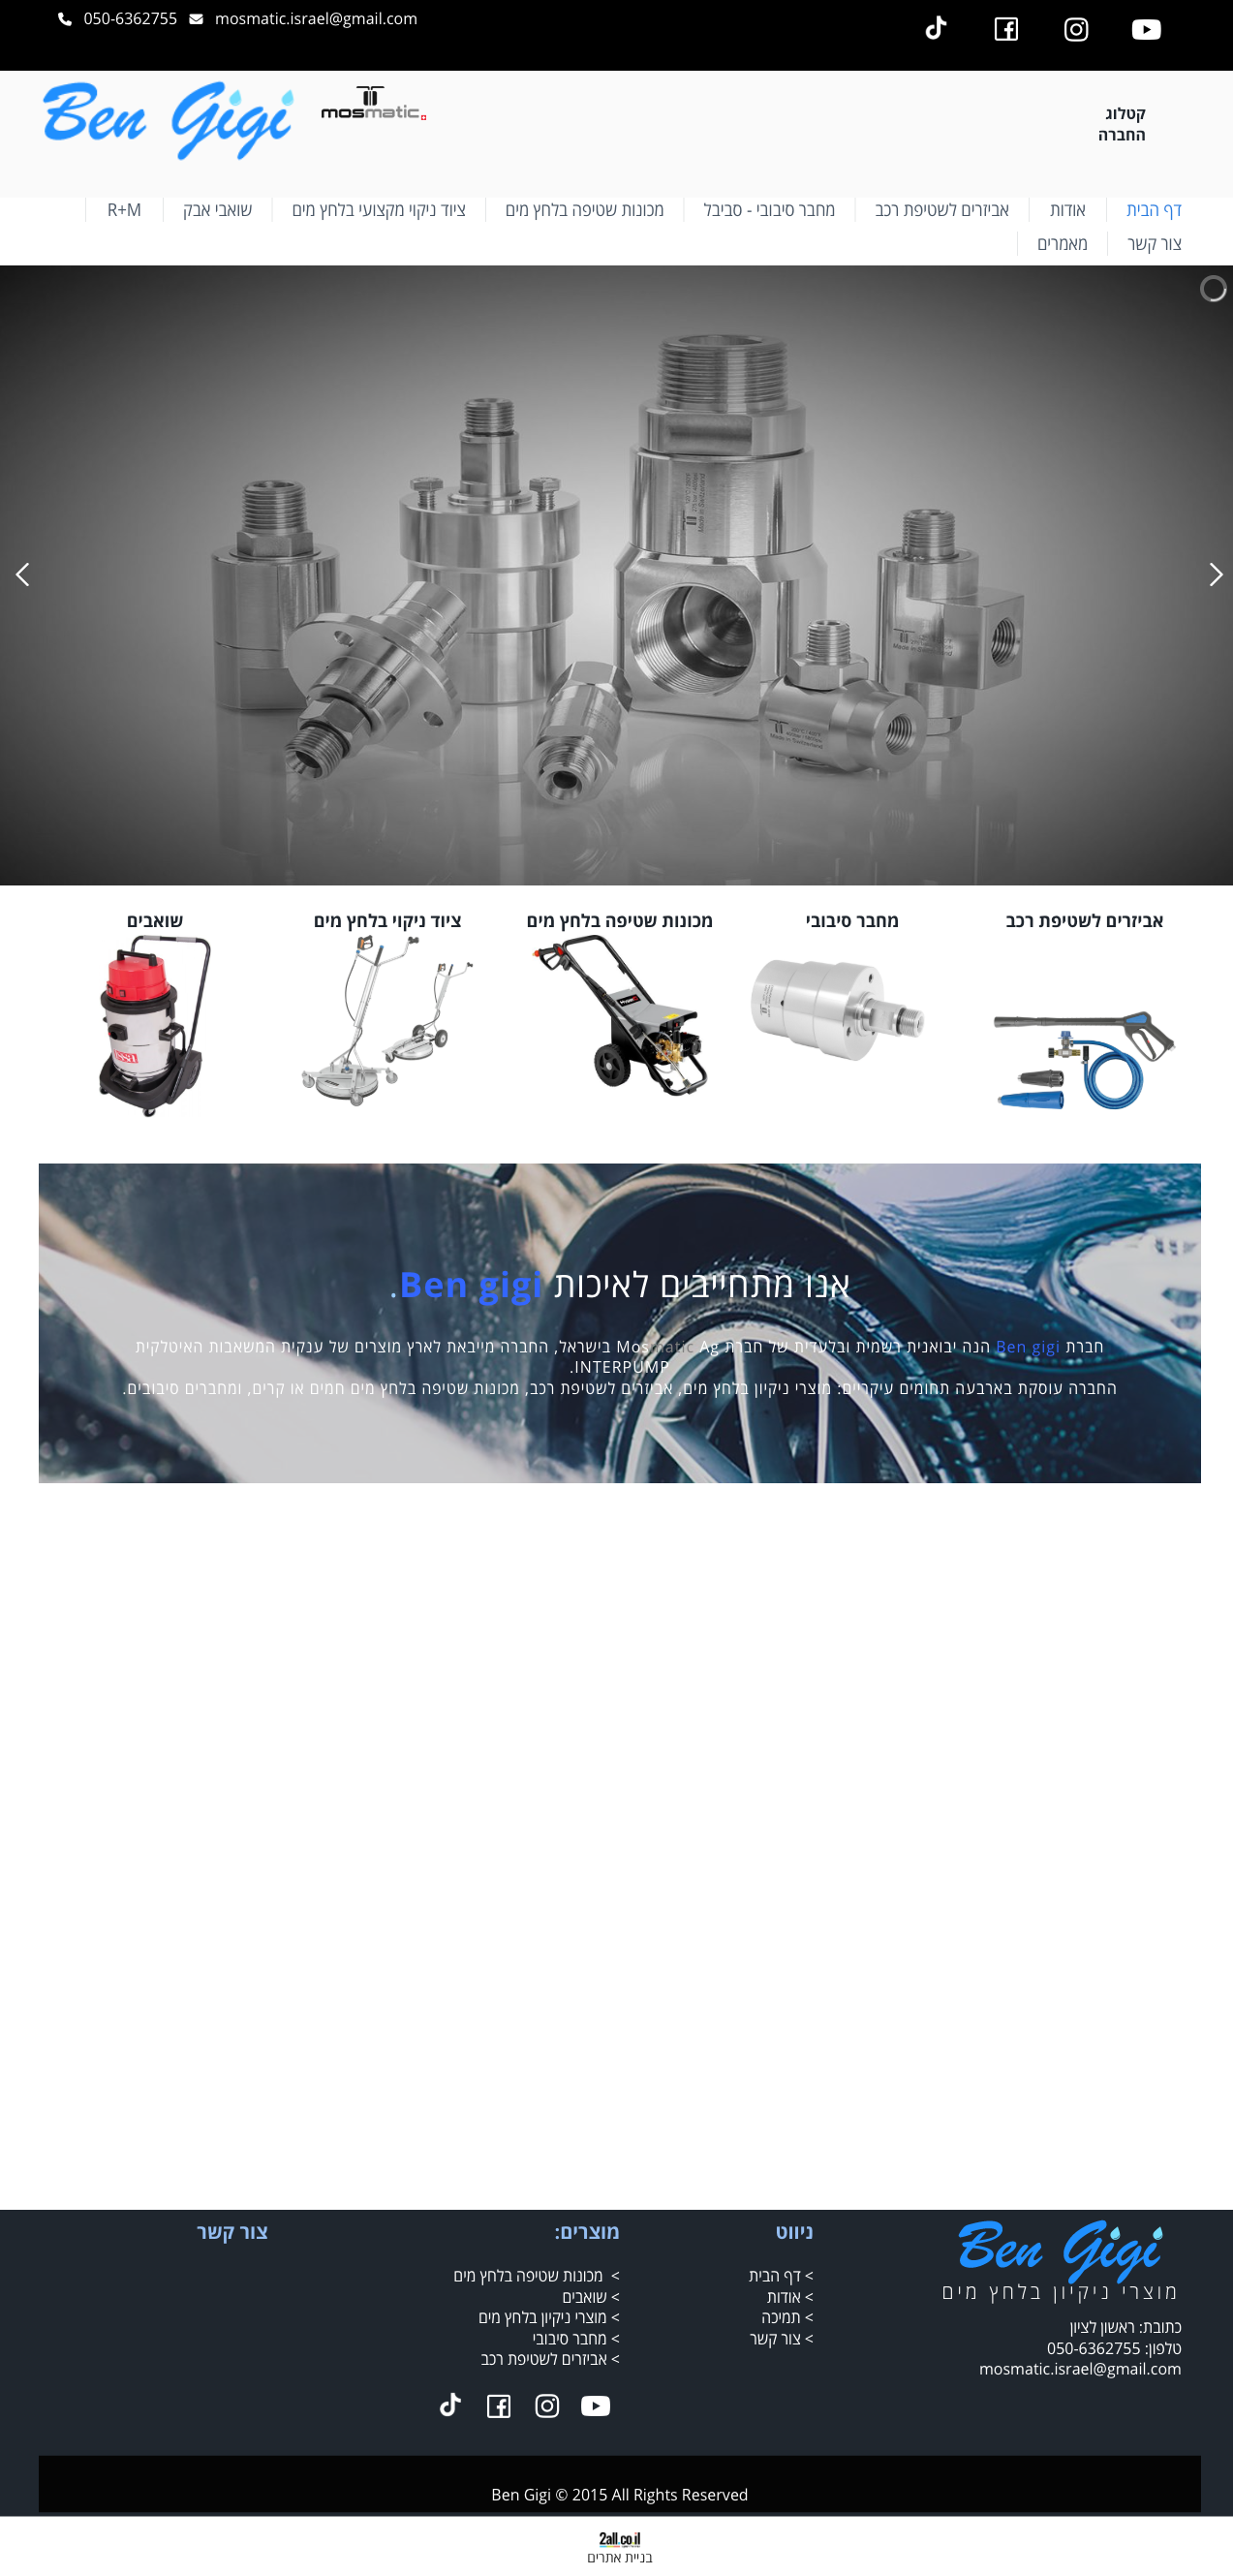 050-6362755 mosmatic.israel@gmail.com
Ben Gigi
mosmatic
קטלוג
החברה
דף הבית
אודות
אביזרים לשטיפת רכב
מחבר סיבובי - סביבל
מכונות שטיפה בלחץ מים
ציוד ניקוי מקצועי בלחץ מים
שואבי אבק
R+M
צור קשר
מאמרים
Made in Switzerland
Made in Switzerland
אביזרים לשטיפת רכב
מחבר סיבובי
מכונות שטיפה בלחץ מים
ציוד ניקוי בלחץ מים
שואבים
אנו מתחייבים לאיכות Ben gigi.
חברת Ben gigi הנה יבואנית רשמית ובלעדית של חברת Mosmatic Ag בישראל, החברה מייבאת לארץ מוצרים של ענקית המשאבות האיטלקית
INTERPUMP.
החברה עוסקת בארבעה תחומים עיקריים: מוצרי ניקיון בלחץ מים, אביזרים לשטיפת רכב, מכונות שטיפה בלחץ מים חמים או קרים, ומחברים סיבובים.
Ben Gigi
מוצרי ניקיון בלחץ מים
כתובת: ראשון לציון
טלפון: 050-6362755
mosmatic.israel@gmail.com
ניווט
> דף הבית
> אודות
> תמיכה
> צור קשר
מוצרים:
> מכונות שטיפה בלחץ מים
> שואבים
> מוצרי ניקיון בלחץ מים
> מחבר סיבובי
> אביזרים לשטיפת רכב
צור קשר
Ben Gigi © 2015 All Rights Reserved
2all.co.il
בניית אתרים